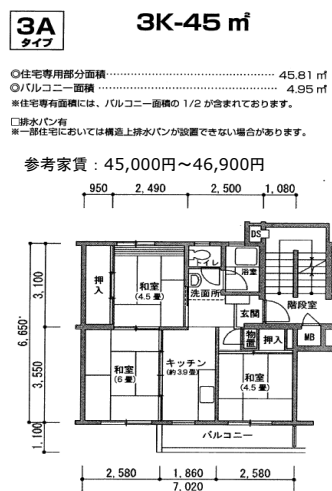 3A
タイプ
3K-45 ㎡
◎住宅専用部分面積 45.81 ㎡
◎バルコニー面積 4.95 ㎡
※住宅専有面積には、バルコニー面積の 1/2 が含まれております。
□排水パン有
※一部住宅においては構造上排水パンが設置できない場合があります。
参考家賃：45,000円～46,900円
950 2,490 2,500 1,080
DS
トイレ
浴室
押入
和室
(4.5 畳)
洗面所
玄関
階段室
MB
物置
押入
和室
(6 畳)
キッチン
(約3.9 畳)
和室
(4.5 畳)
バルコニー
3,100
6,650
3,550
1,100
2,580 1,860 2,580
7,020